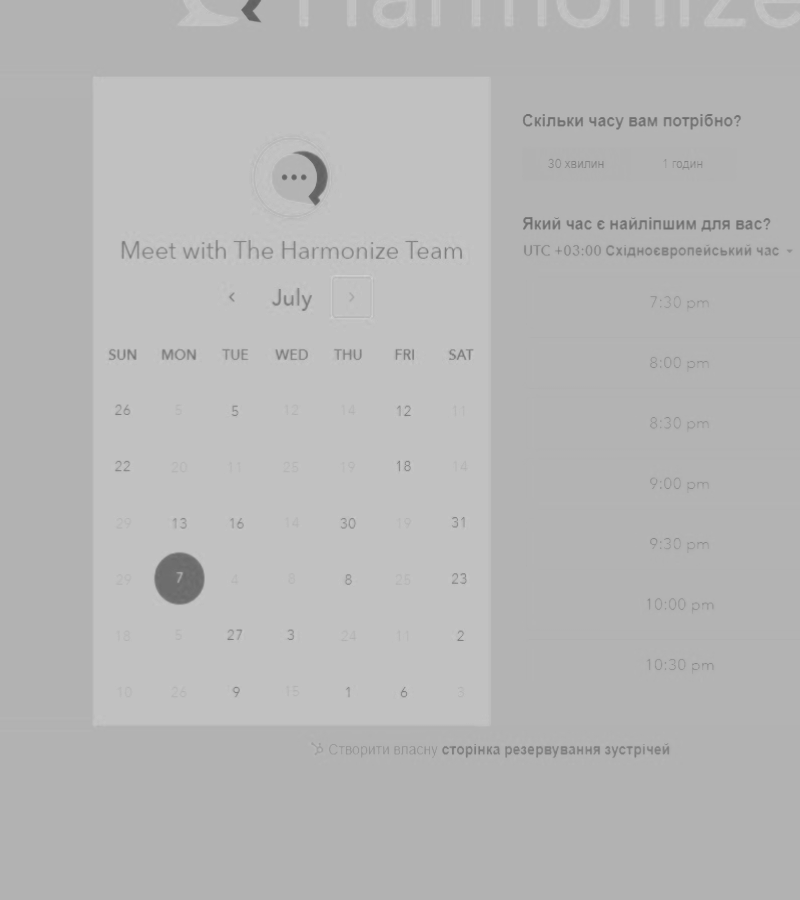 Harmonize
Meet with The Harmonize Team
July
SUN MON TUE WED THU FRI SAT
26 5 5 12 14 12 11
22 20 11 25 19 18 14
29 13 16 14 30 19 31
29 7 4 8 8 25 23
18 5 27 3 24 11 2
10 26 9 15 1 6 3
Скільки часу вам потрібно?
30 хвилин 1 годин
Який час є найліпшим для вас?
UTC +03:00 Східноєвропейський час
7:30 pm
8:00 pm
8:30 pm
9:00 pm
9:30 pm
10:00 pm
10:30 pm
Створити власну сторінка резервування зустрічей